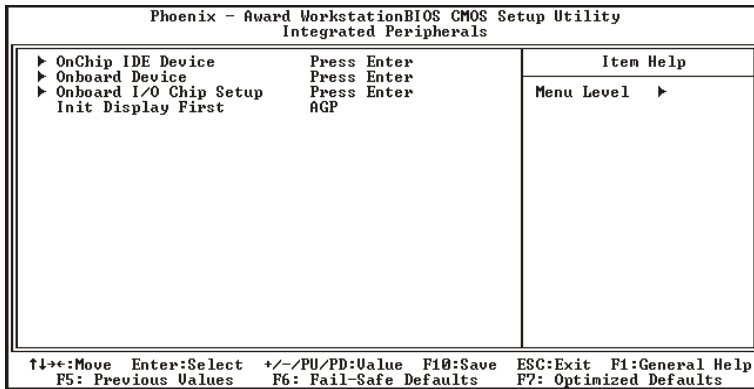 Phoenix - Award WorkstationBIOS CMOS Setup Utility
Integrated Peripherals
▶ OnChip IDE Device Press Enter
▶ Onboard Device Press Enter
▶ Onboard I/O Chip Setup Press Enter
Init Display First AGP
Item Help
Menu Level ▶
↑↓→←:Move Enter:Select +/-/PU/PD:Value F10:Save ESC:Exit F1:General Help
F5: Previous Values F6: Fail-Safe Defaults F7: Optimized Defaults